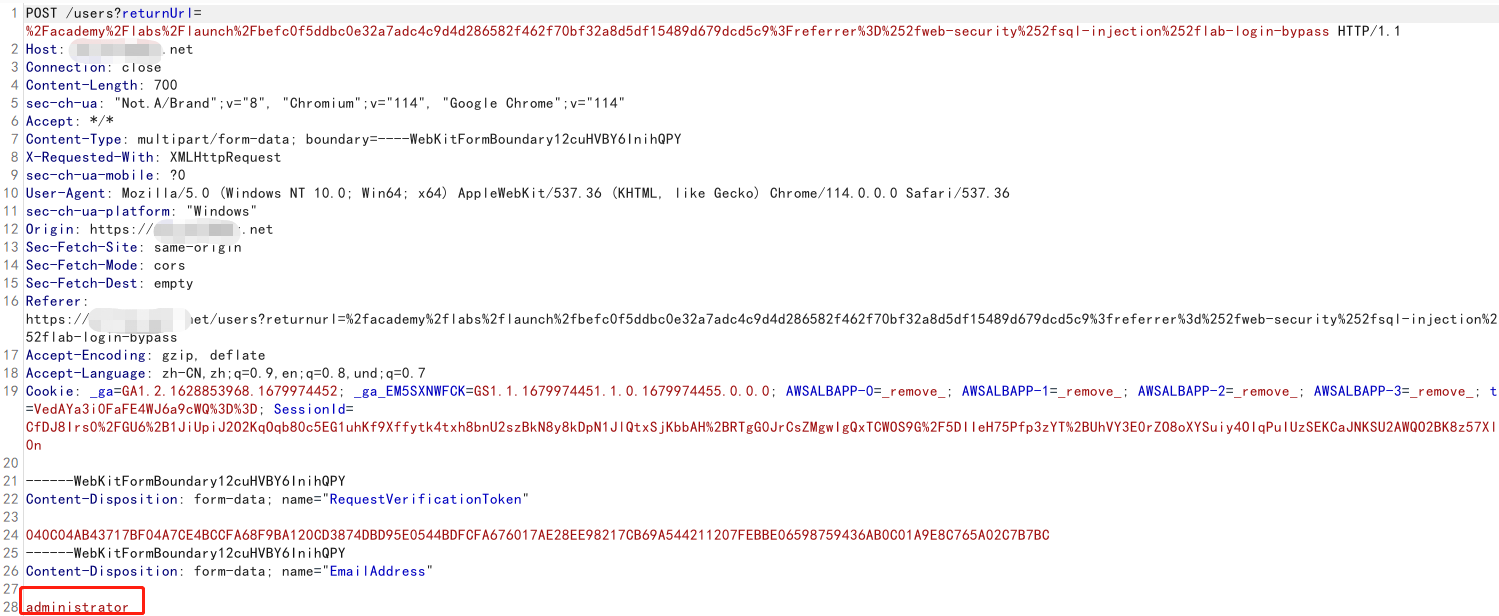 1 POST /users?returnUrl=
%2Facademy%2Flabs%2Flaunch%2Fbefc0f5ddbc0e32a7adc4c9d4d286582f462f70bf32a8d5df15489d679dcd5c9%3Freferrer%3D%252fweb-security%252fsql-injection%252flab-login-bypass HTTP/1.1
2 Host: .net
3 Connection: close
4 Content-Length: 700
5 sec-ch-ua: "Not.A/Brand";v="8", "Chromium";v="114", "Google Chrome";v="114"
6 Accept: */*
7 Content-Type: multipart/form-data; boundary=----WebKitFormBoundary12cuHVBY6InihQPY
8 X-Requested-With: XMLHttpRequest
9 sec-ch-ua-mobile: ?0
10 User-Agent: Mozilla/5.0 (Windows NT 10.0; Win64; x64) AppleWebKit/537.36 (KHTML, like Gecko) Chrome/114.0.0.0 Safari/537.36
11 sec-ch-ua-platform: "Windows"
12 Origin: https:// .net
13 Sec-Fetch-Site: same-origin
14 Sec-Fetch-Mode: cors
15 Sec-Fetch-Dest: empty
16 Referer:
https:// et/users?returnurl=%2facademy%2flabs%2flaunch%2fbefc0f5ddbc0e32a7adc4c9d4d286582f462f70bf32a8d5df15489d679dcd5c9%3freferrer%3d%252fweb-security%252fsql-injection%2
52flab-login-bypass
17 Accept-Encoding: gzip, deflate
18 Accept-Language: zh-CN,zh;q=0.9,en;q=0.8,und;q=0.7
19 Cookie: _ga=GA1.2.1628853968.1679974452; _ga_EM5SXNWFCK=GS1.1.1679974451.1.0.1679974455.0.0.0; AWSALBAPP-0=_remove_; AWSALBAPP-1=_remove_; AWSALBAPP-2=_remove_; AWSALBAPP-3=_remove_; t
=VedAYa3iOFaFE4WJ6a9cWQ%3D%3D; SessionId=
CfDJ8Irs0%2FGU6%2B1JiUpiJ2O2KqOqb80c5EG1uhKf9Xffytk4txh8bnU2szBkN8y8kDpN1JlQtxSjKbbAH%2BRTgG0JrCsZMgwIgQxTCWOS9G%2F5DIIeH75Pfp3zYT%2BUhVY3E0rZO8oXYSuiy4OlqPulUzSEKCaJNKSU2AWQO2BK8z57Xl
0n
20
21 ------WebKitFormBoundary12cuHVBY6InihQPY
22 Content-Disposition: form-data; name="RequestVerificationToken"
23
24 040C04AB43717BF04A7CE4BCCFA68F9BA120CD3874DBD95E0544BDFCFA676017AE28EE98217CB69A544211207FEBBE06598759436AB0C01A9E8C765A02C7B7BC
25 ------WebKitFormBoundary12cuHVBY6InihQPY
26 Content-Disposition: form-data; name="EmailAddress"
27
28 administrator